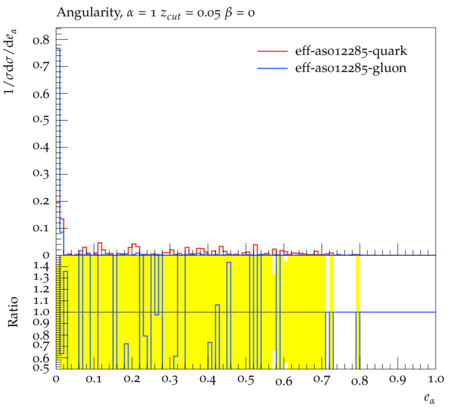 Angularity, α = 1 z_cut = 0.05 β = 0
1/σdσ/de_α
eff-as012285-quark
eff-as012285-gluon
0.8
0.7
0.6
0.5
0.4
0.3
0.2
0.1
0
Ratio
1.4
1.3
1.2
1.1
1.0
0.9
0.8
0.7
0.6
0.5
0 0.1 0.2 0.3 0.4 0.5 0.6 0.7 0.8 0.9 1.0
e_α